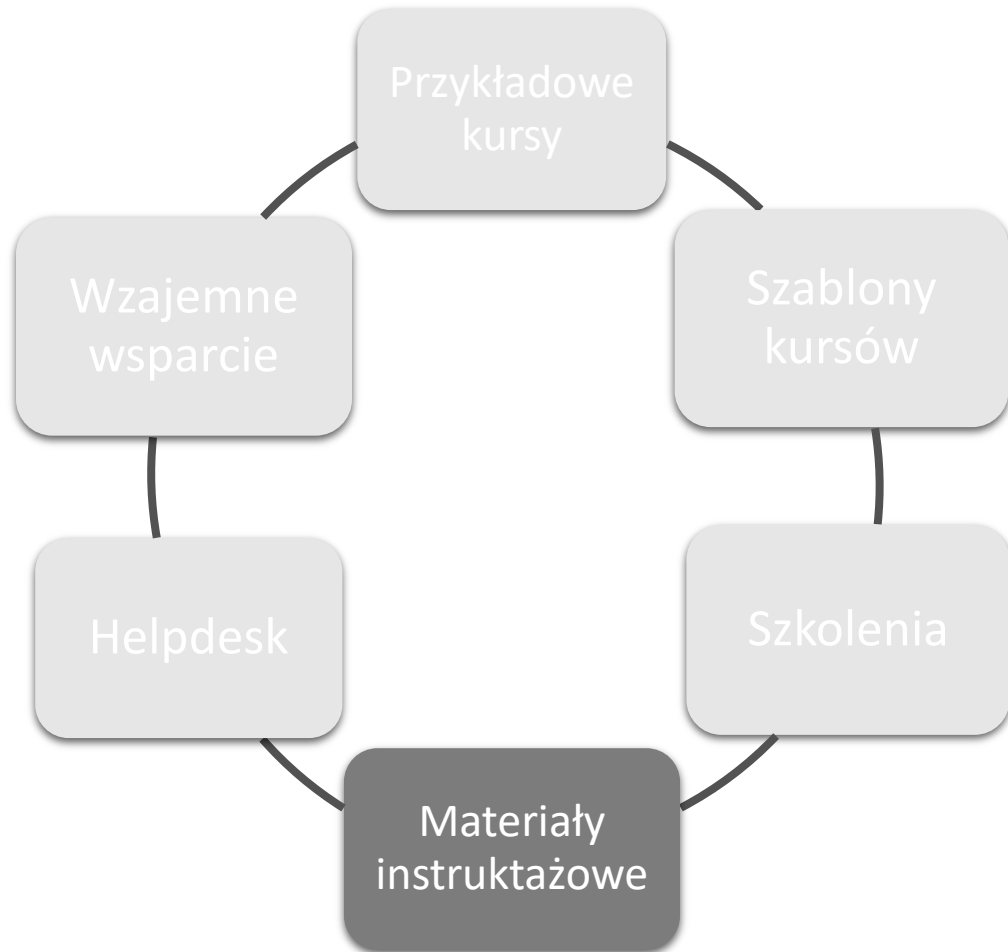 Przykładowe
kursy
Wzajemne
wsparcie
Szablony
kursów
Helpdesk
Szkolenia
Materiały
instruktażowe